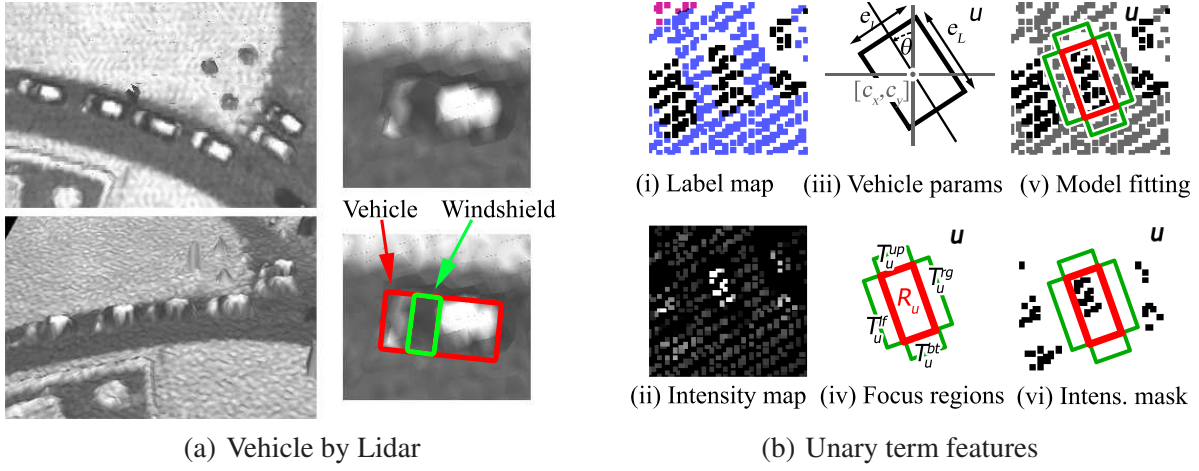 Vehicle Windshield
(a) Vehicle by Lidar
e_l e_L u
θ
[c_x,c_y]
u
(i) Label map (iii) Vehicle params (v) Model fitting
u
u
T_u^up T_u^rg
R_u
T_u^lf
T_u^bt
(ii) Intensity map (iv) Focus regions (vi) Intens. mask
(b) Unary term features